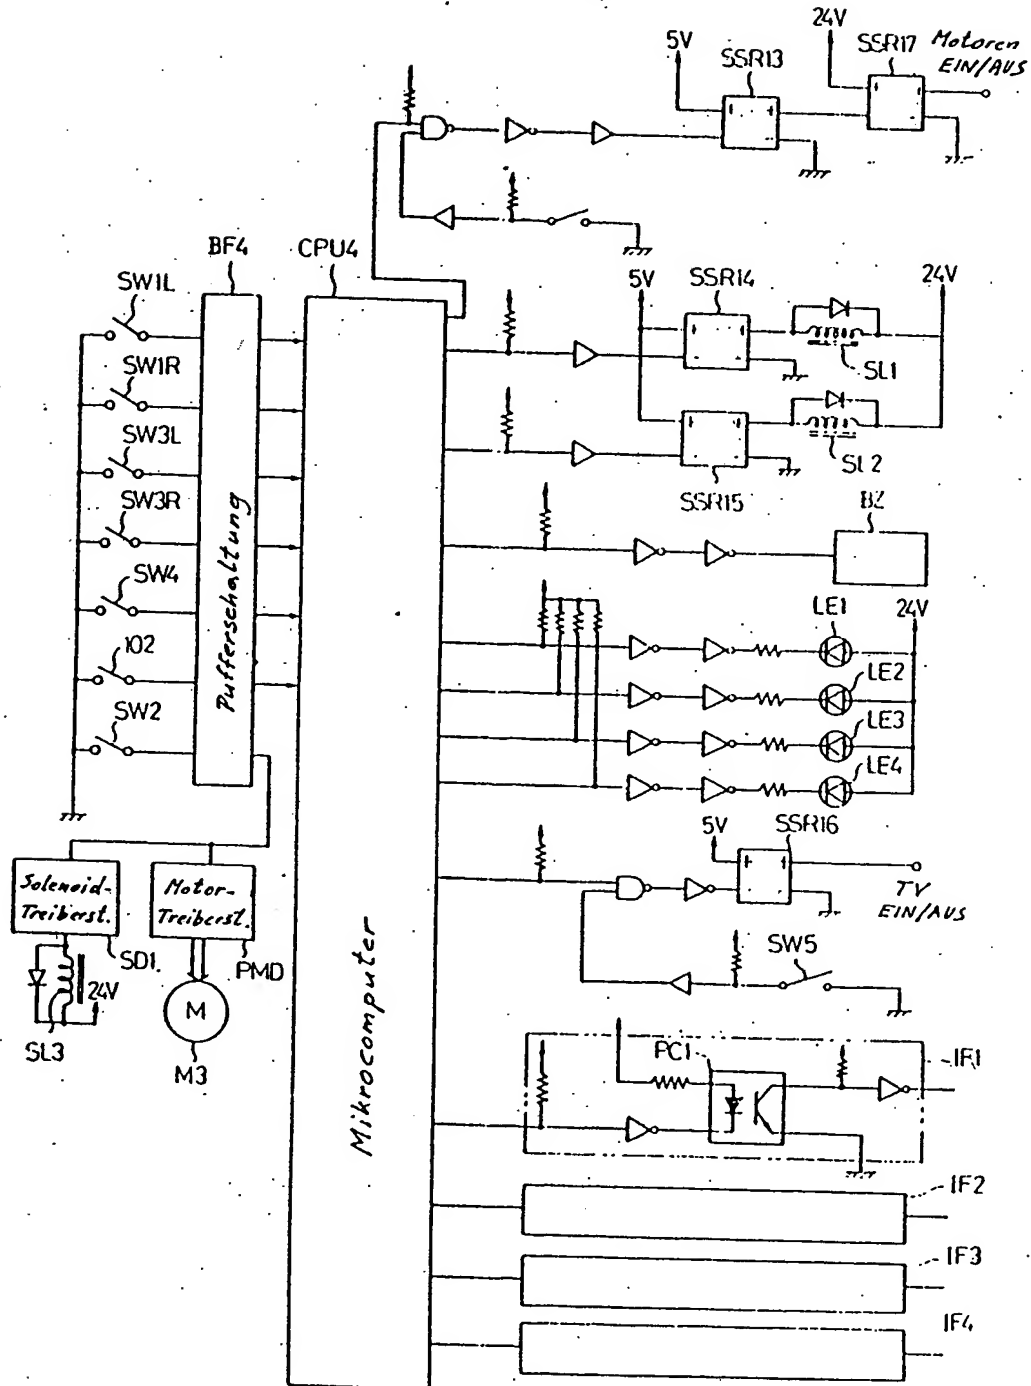 24V
5V
SSR13
SSR17
Motoren
EIN/AUS
BF4
CPU4
SW1L
SW1R
SW3L
SW3R
SW4
102
SW2
Pufferschaltung
5V
SSR14
24V
SL1
SL2
SSR15
BZ
24V
LE1
LE2
LE3
LE4
5V
SSR16
TV
EIN/AUS
SW5
Solenoid-
Treiberst.
Motor-
Treiberst.
SD1
PMD
24V
SL3
M
M3
Mikrocomputer
PC1
IF1
IF2
IF3
IF4